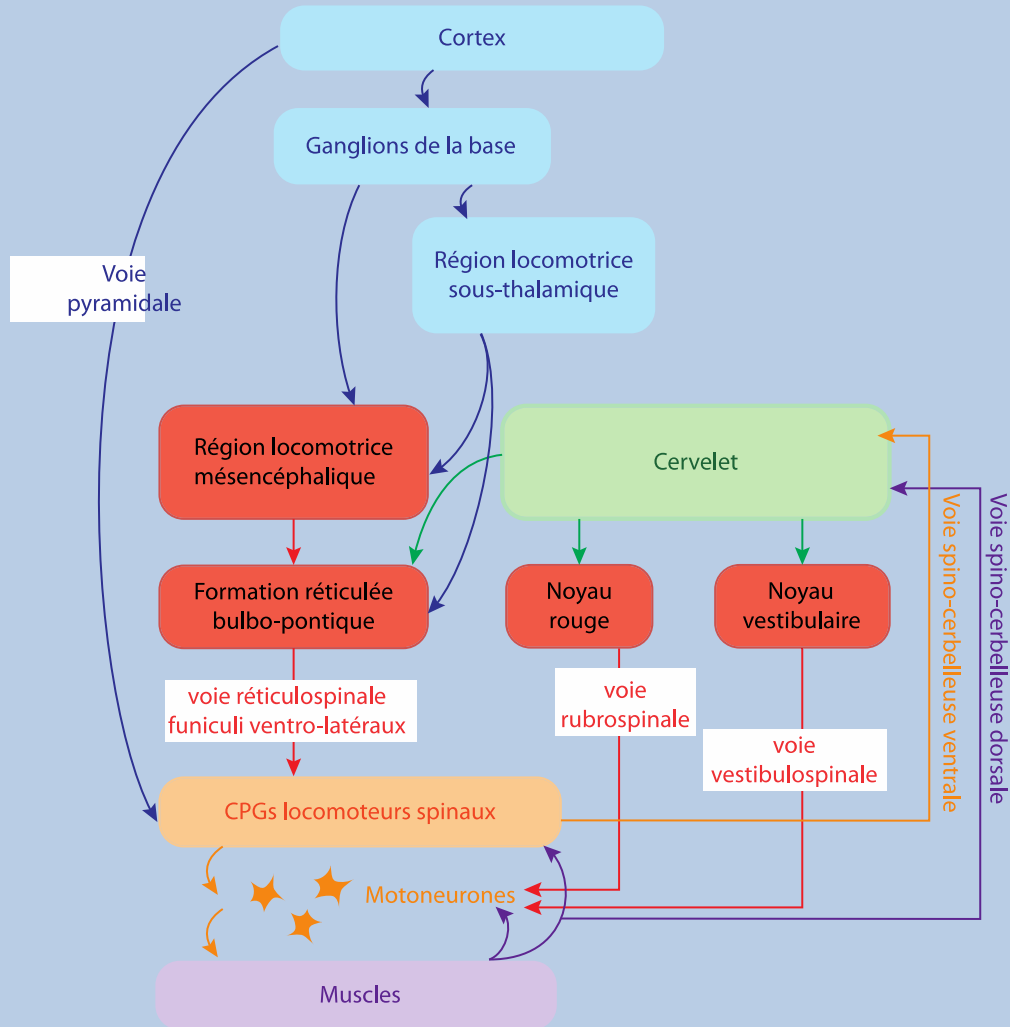 Cortex
Ganglions de la base
Région locomotrice
sous-thalamique
Voie
pyramidale
Région locomotrice
mésencéphalique
Cervelet
Formation réticulée
bulbo-pontique
Noyau
rouge
Noyau
vestibulaire
Voie spino-cerbelleuse ventrale
Voie spino-cerbelleuse dorsale
voie réticulospinale
funiculi ventro-latéraux
voie
rubrospinale
voie
vestibulospinale
CPGs locomoteurs spinaux
Motoneurones
Muscles